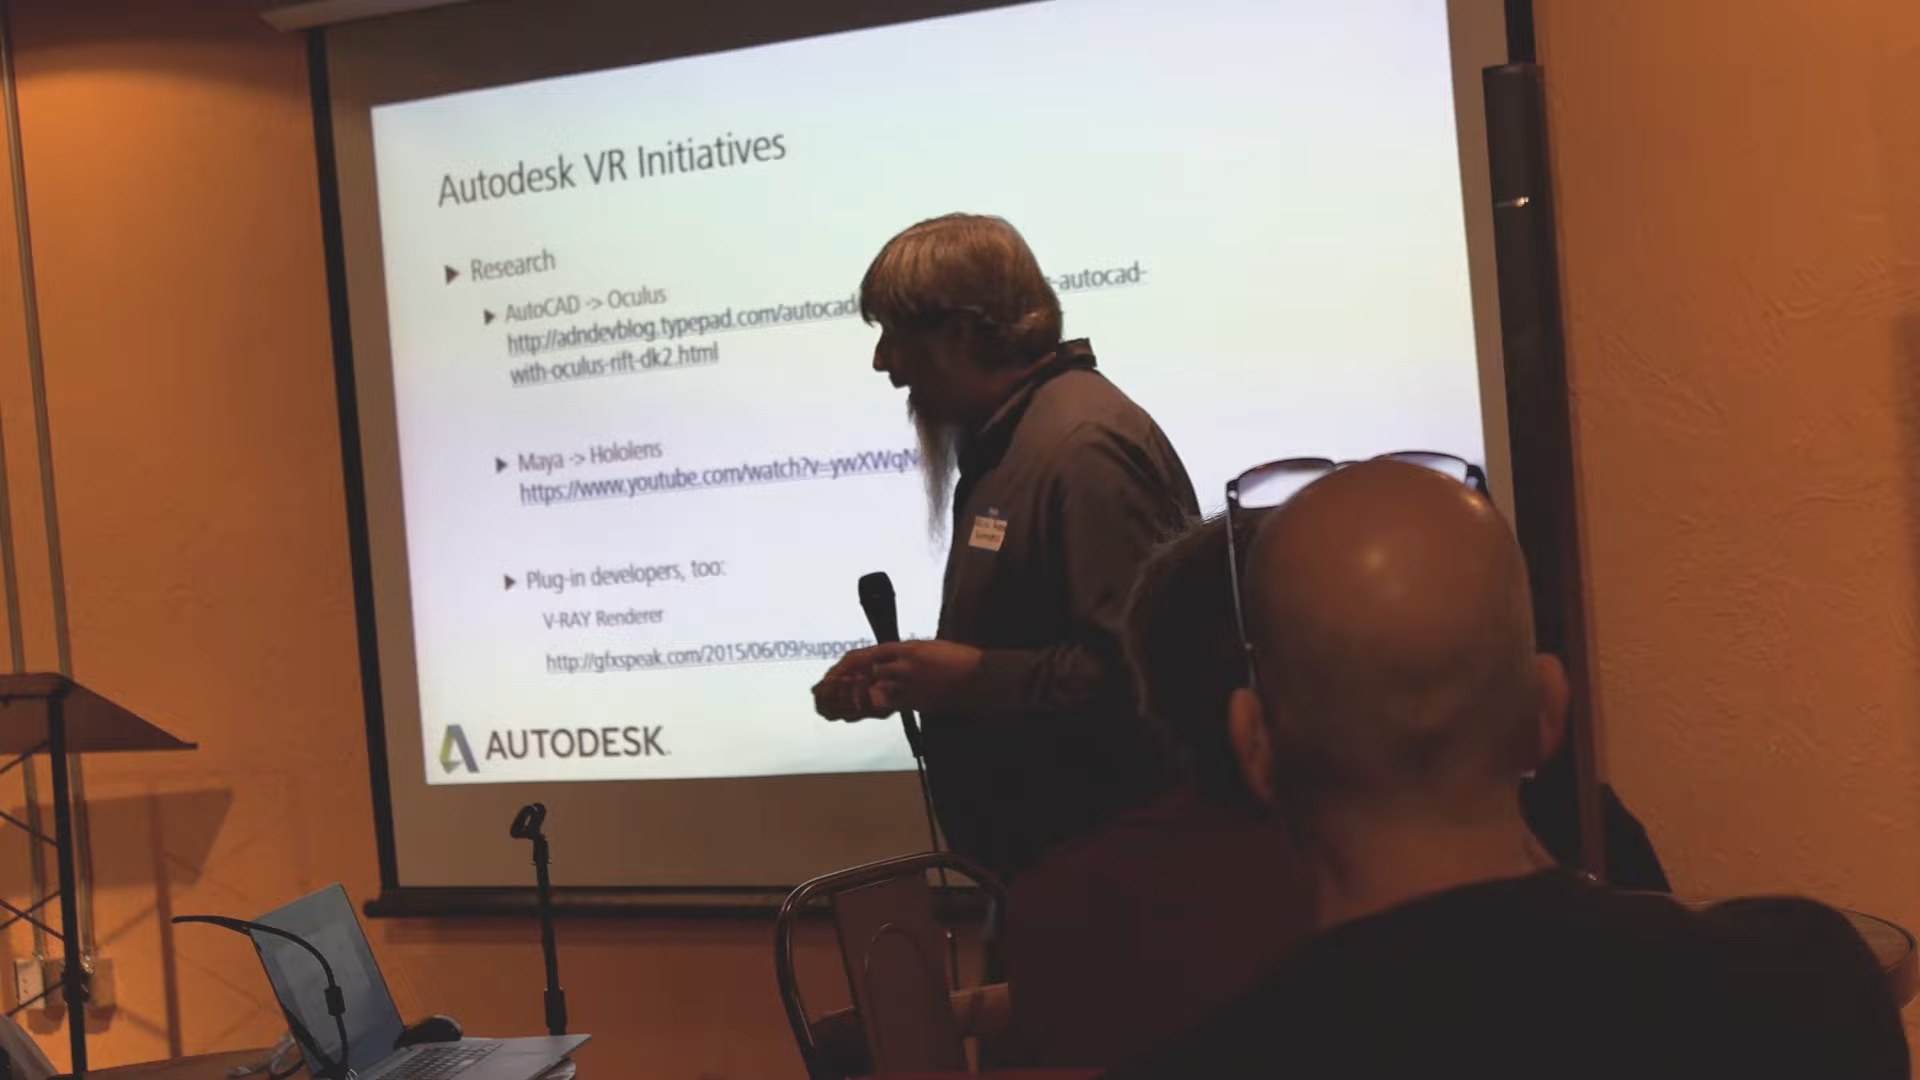 Autodesk VR Initiatives
Research
AutoCAD -> Oculus
http://adndevblog.typepad.com/autocad/ -autocad-
with-oculus-rift-dk2.html
Maya -> Hololens
https://www.youtube.com/watch?v=ywXWqN
Plug-in developers, too:
V-RAY Renderer
http://gfxspeak.com/2015/06/09/supports
AUTODESK